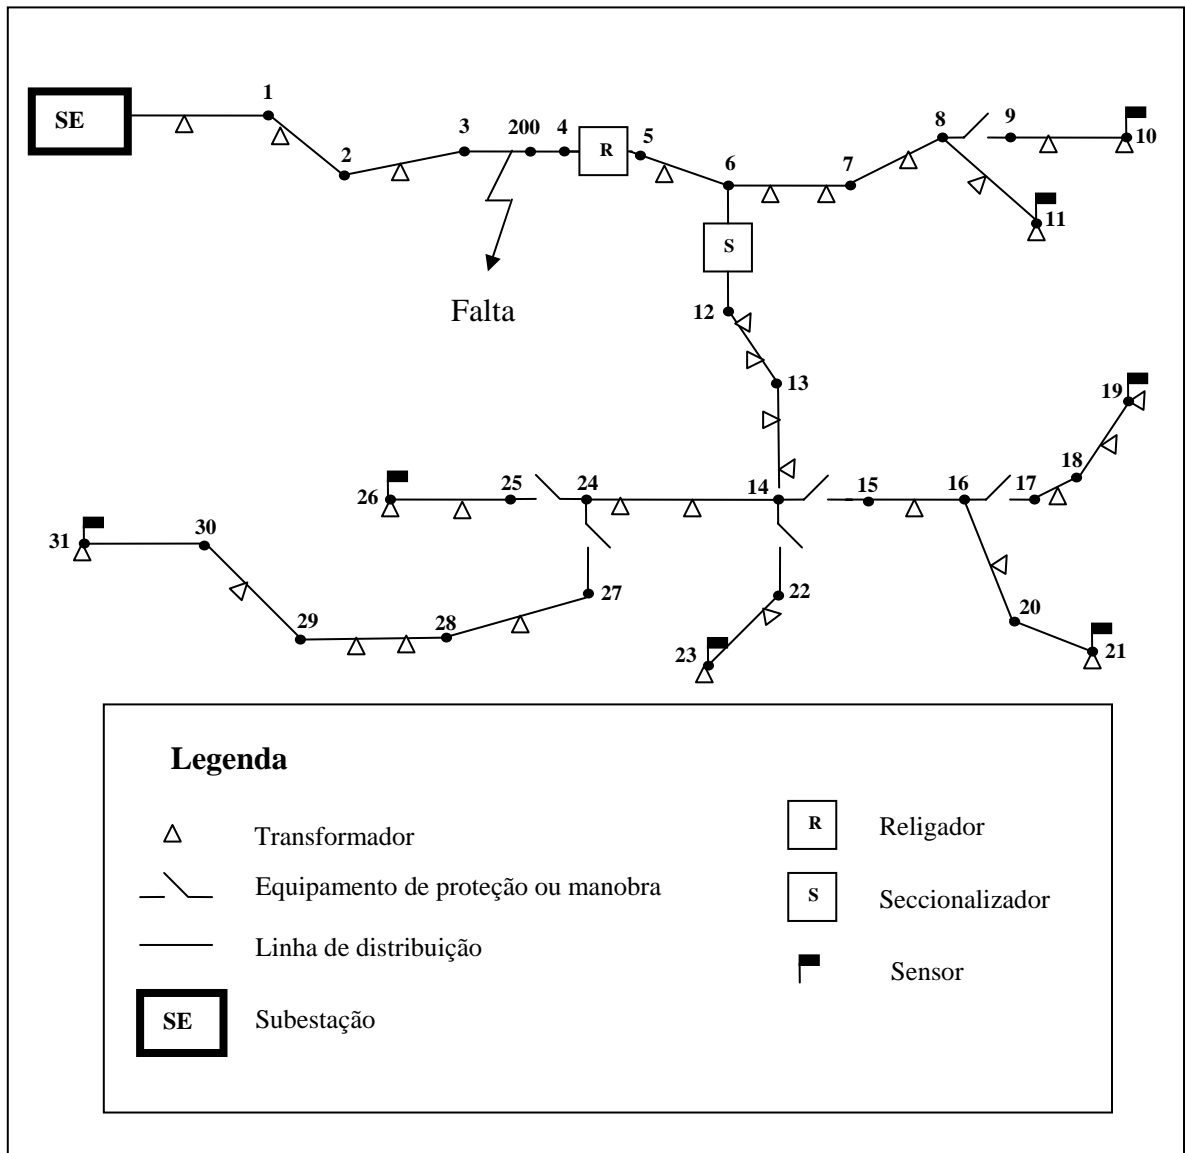 SE
1
2
3
200
4
R
5
6
7
8
9
10
11
Falta
S
12
13
19
18
26
25
24
14
15
16
17
31
30
27
22
29
28
20
23
21
Legenda
Transformador
Equipamento de proteção ou manobra
Linha de distribuição
SE
Subestação
R
Religador
S
Seccionalizador
Sensor